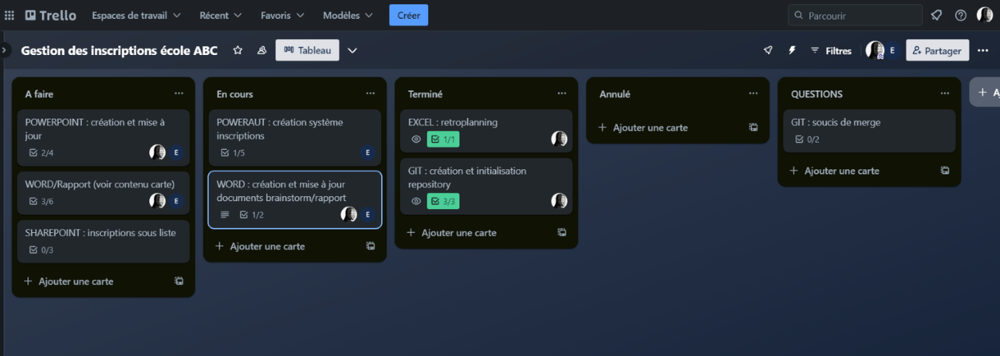 Trello Espaces de travail Récent Favoris Modèles Créer Parcourir
Gestion des inscriptions école ABC Tableau Filtres E Partager
A faire
POWERPOINT : création et mise à
jour
2/4 E
WORD/Rapport (voir contenu carte)
3/6 E
SHAREPOINT : inscriptions sous liste
0/3
+ Ajouter une carte
En cours
POWERAUT : création système
inscriptions
1/5 E
WORD : création et mise à jour
documents brainstorm/rapport
1/2 E
+ Ajouter une carte
Terminé
EXCEL : retroplanning
1/1
GIT : création et initialisation
repository
3/3
+ Ajouter une carte
Annulé
+ Ajouter une carte
QUESTIONS
GIT : soucis de merge
0/2
+ Ajouter une carte